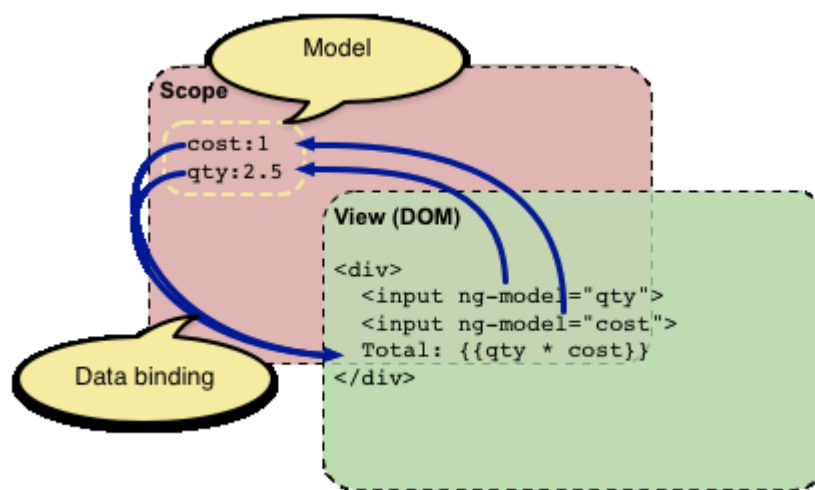 Model
Scope
cost:1
qty:2.5
View (DOM)
<div>
<input ng-model="qty">
<input ng-model="cost">
Total: {{qty * cost}}
</div>
Data binding